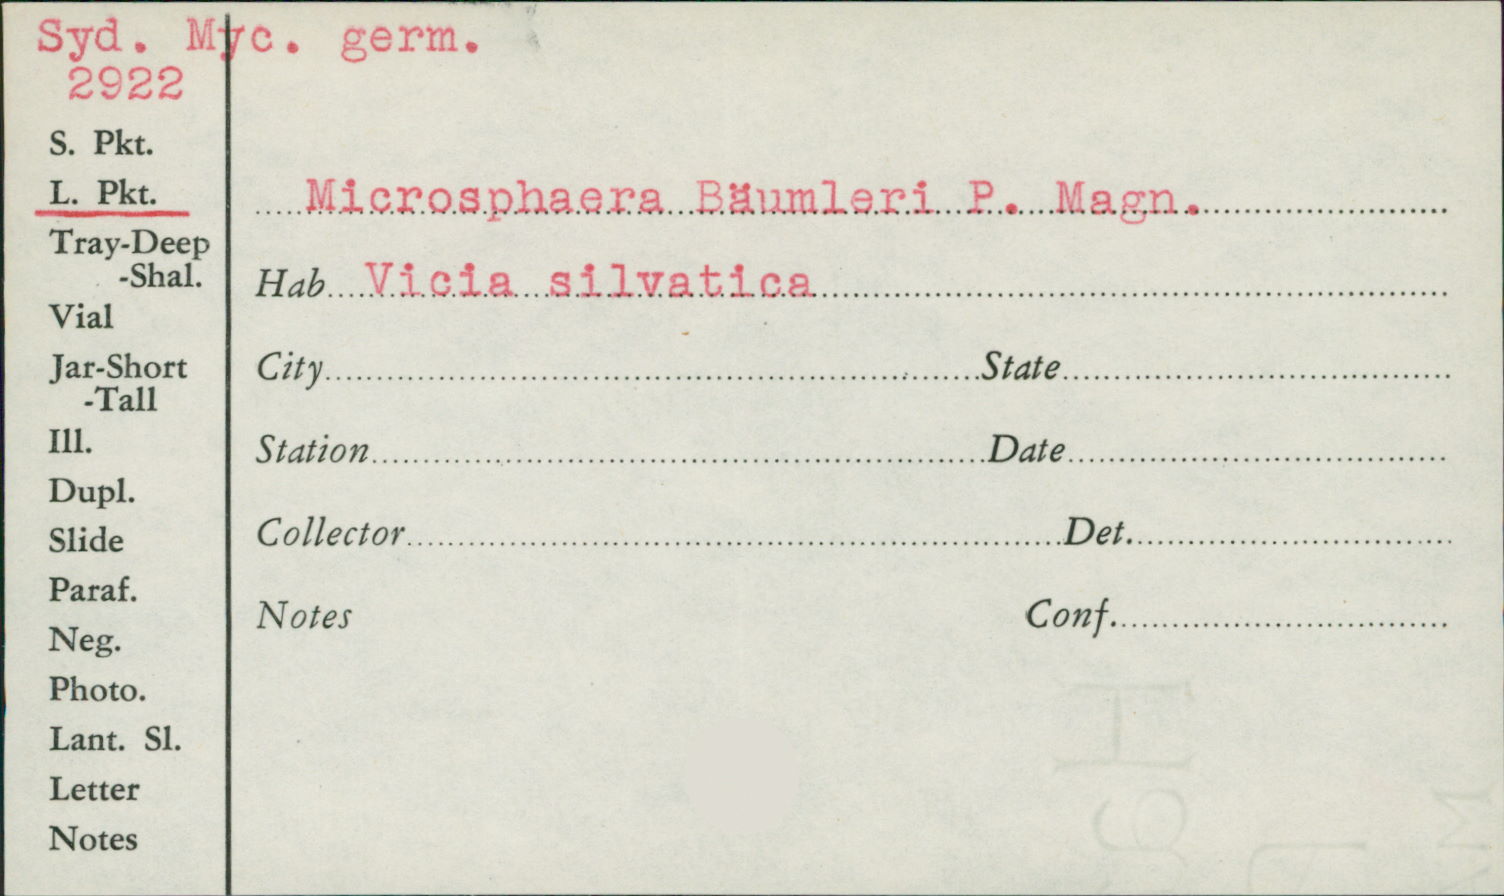 Syd. Myc. germ.
2922
S. Pkt.
L. Pkt.
Tray-Deep
-Shal.
Vial
Jar-Short
-Tall
Ill.
Dupl.
Slide
Paraf.
Neg.
Photo.
Lant. Sl.
Letter
Notes
Microsphaera Bäumleri P. Magn.
Hab Vicia silvatica
City State
Station Date
Collector Det.
Notes Conf.